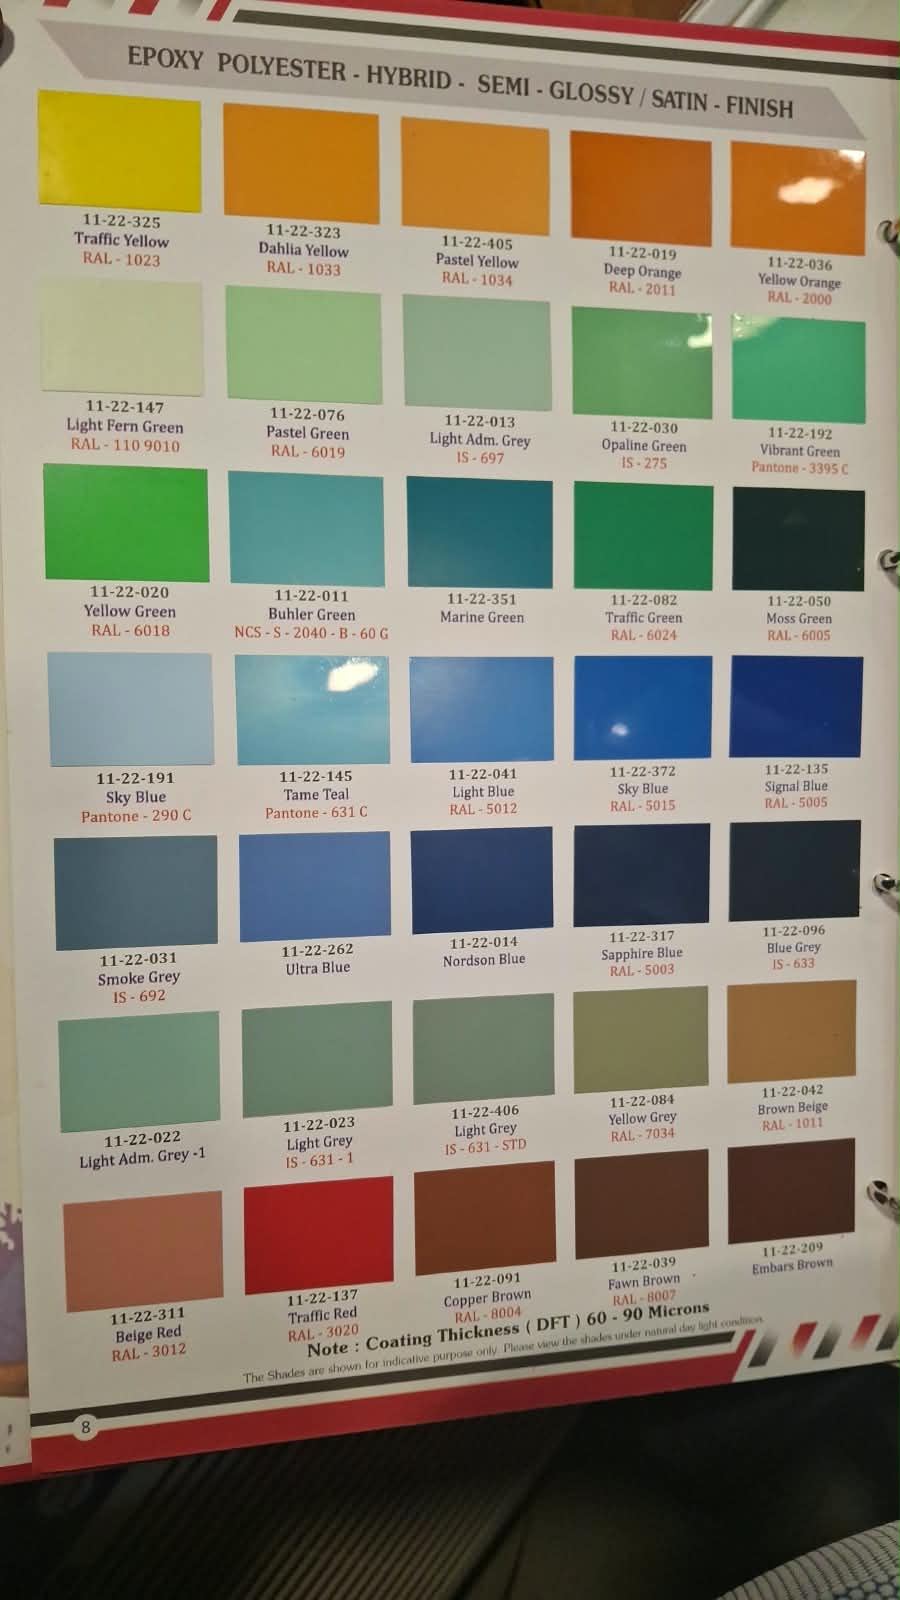 EPOXY POLYESTER - HYBRID - SEMI - GLOSSY / SATIN - FINISH
11-22-325
Traffic Yellow
RAL - 1023
11-22-323
Dahlia Yellow
RAL - 1033
11-22-405
Pastel Yellow
RAL - 1034
11-22-019
Deep Orange
RAL - 2011
11-22-036
Yellow Orange
RAL - 2000
11-22-147
Light Fern Green
RAL - 110 9010
11-22-076
Pastel Green
RAL - 6019
11-22-013
Light Adm. Grey
IS - 697
11-22-030
Opaline Green
IS - 275
11-22-192
Vibrant Green
Pantone - 3395 C
11-22-020
Yellow Green
RAL - 6018
11-22-011
Buhler Green
NCS - S - 2040 - B - 60 G
11-22-351
Marine Green
11-22-082
Traffic Green
RAL - 6024
11-22-050
Moss Green
RAL - 6005
11-22-191
Sky Blue
Pantone - 290 C
11-22-145
Tame Teal
Pantone - 631 C
11-22-041
Light Blue
RAL - 5012
11-22-372
Sky Blue
RAL - 5015
11-22-135
Signal Blue
RAL - 5005
11-22-031
Smoke Grey
IS - 692
11-22-262
Ultra Blue
11-22-014
Nordson Blue
11-22-317
Sapphire Blue
RAL - 5003
11-22-096
Blue Grey
IS - 633
11-22-022
Light Adm. Grey -1
11-22-023
Light Grey
IS - 631 - 1
11-22-406
Light Grey
IS - 631 - STD
11-22-084
Yellow Grey
RAL - 7034
11-22-042
Brown Beige
RAL - 1011
11-22-311
Beige Red
RAL - 3012
11-22-137
Traffic Red
RAL - 3020
11-22-091
Copper Brown
RAL - 8004
11-22-039
Fawn Brown
RAL - 8007
11-22-209
Embars Brown
Note : Coating Thickness ( DFT ) 60 - 90 Microns
The Shades are shown for indicative purpose only. Please view the shades under natural day light condition.
8